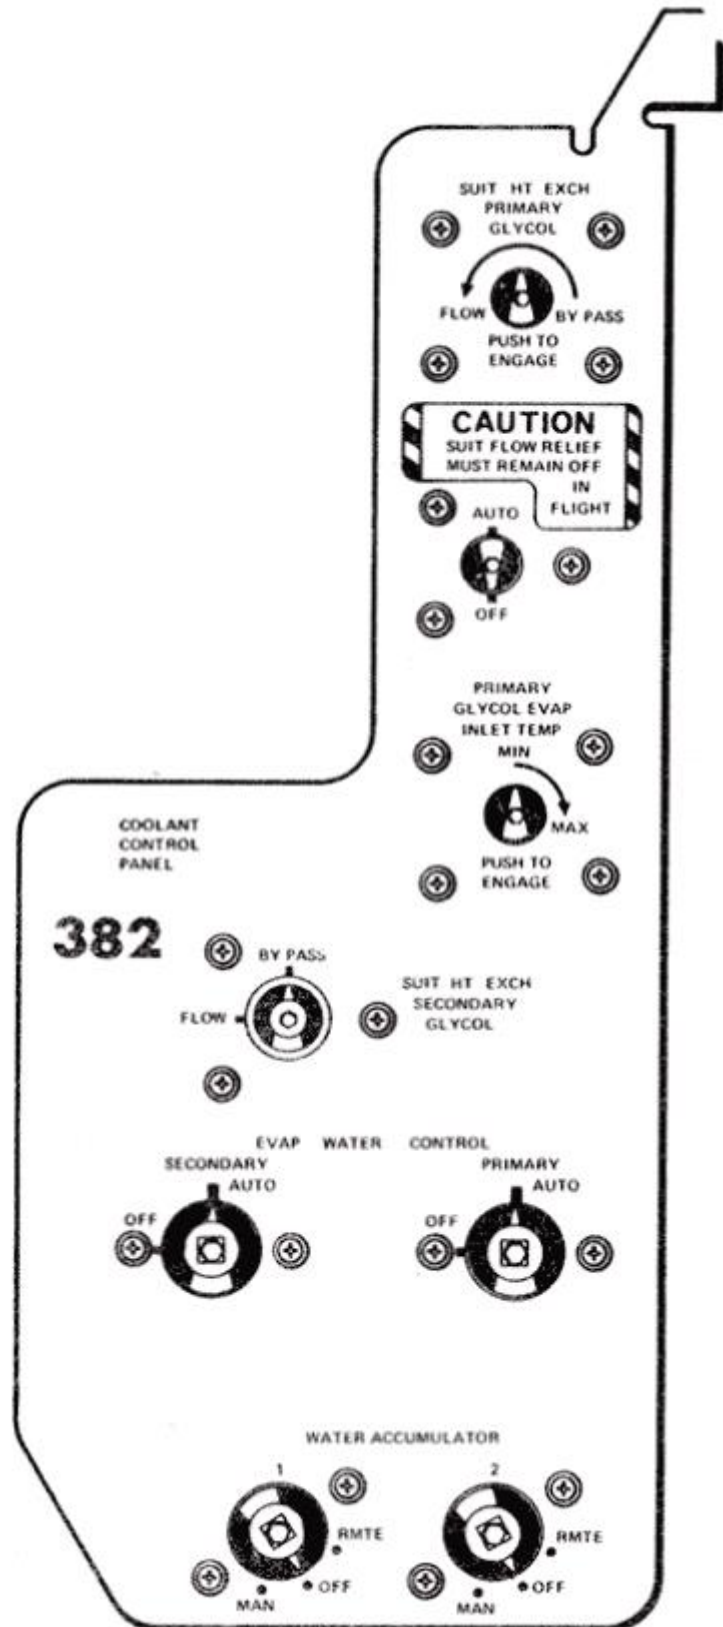 SUIT HT EXCH
PRIMARY
GLYCOL
FLOW
BY PASS
PUSH TO
ENGAGE
CAUTION
SUIT FLOW RELIEF
MUST REMAIN OFF
IN
FLIGHT
AUTO
OFF
PRIMARY
GLYCOL EVAP
INLET TEMP
MIN
MAX
PUSH TO
ENGAGE
COOLANT
CONTROL
PANEL
382
BY PASS
FLOW
SUIT HT EXCH
SECONDARY
GLYCOL
EVAP WATER CONTROL
SECONDARY
AUTO
OFF
PRIMARY
AUTO
OFF
WATER ACCUMULATOR
1
RMTE
OFF
MAN
2
RMTE
OFF
MAN